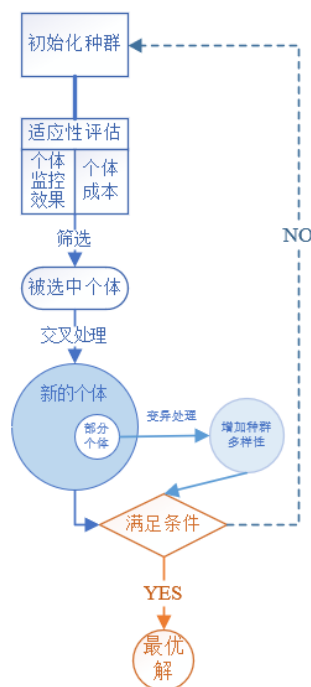 初始化种群
适应性评估
个体
监控
效果
个体
成本
筛选
NO
被选中个体
交叉处理
新的个体
变异处理
部分
个体
增加种群
多样性
满足条件
YES
最优
解